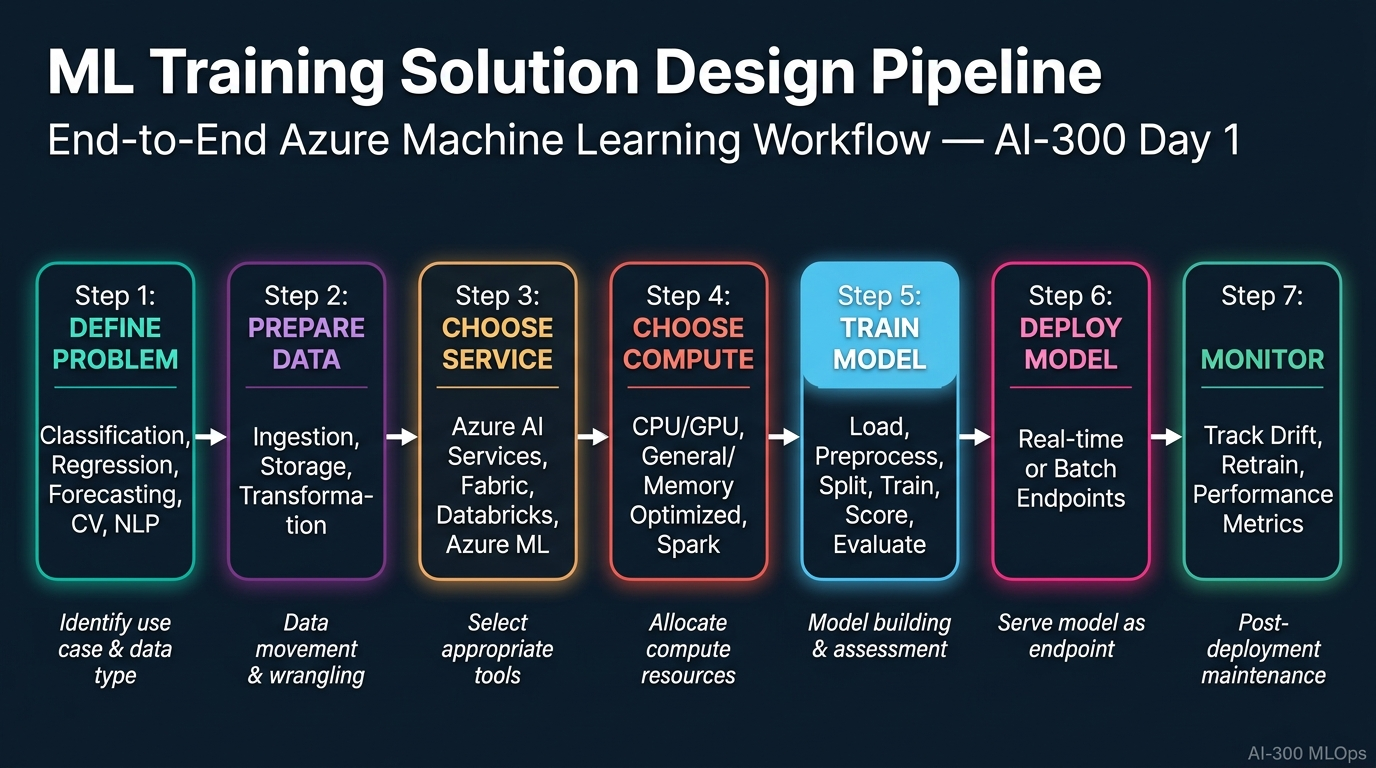 ML Training Solution Design Pipeline
End-to-End Azure Machine Learning Workflow — AI-300 Day 1
Step 1:
DEFINE
PROBLEM
Classification,
Regression,
Forecasting,
CV, NLP
Identify use
case & data
type
Step 2:
PREPARE
DATA
Ingestion,
Storage,
Transforma-
tion
Data
movement
& wrangling
Step 3:
CHOOSE
SERVICE
Azure AI
Services,
Fabric,
Databricks,
Azure ML
Select
appropriate
tools
Step 4:
CHOOSE
COMPUTE
CPU/GPU,
General/
Memory
Optimized,
Spark
Allocate
compute
resources
Step 5:
TRAIN
MODEL
Load,
Preprocess,
Split, Train,
Score,
Evaluate
Model building
& assessment
Step 6:
DEPLOY
MODEL
Real-time
or Batch
Endpoints
Serve model as
endpoint
Step 7:
MONITOR
Track Drift,
Retrain,
Performance
Metrics
Post-
deployment
maintenance
AI-300 MLOps